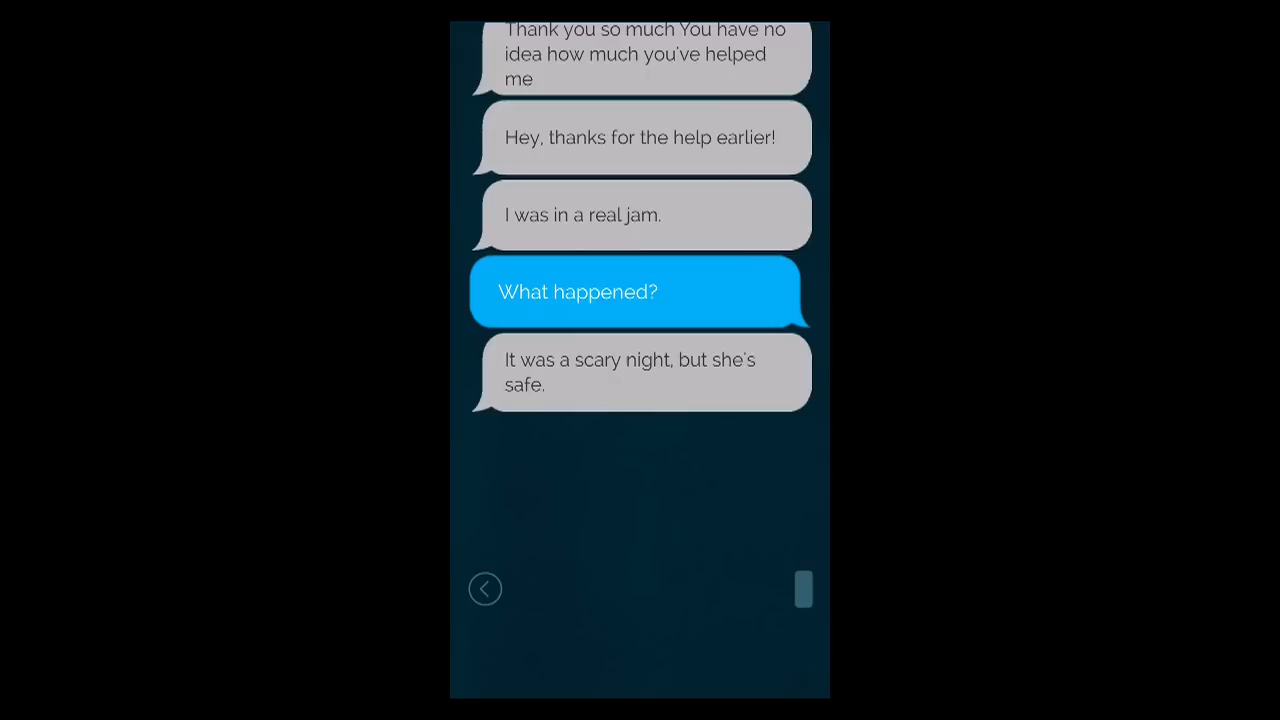 Thank you so much You have no
idea how much you've helped
me
Hey, thanks for the help earlier!
I was in a real jam.
What happened?
It was a scary night, but she's
safe.